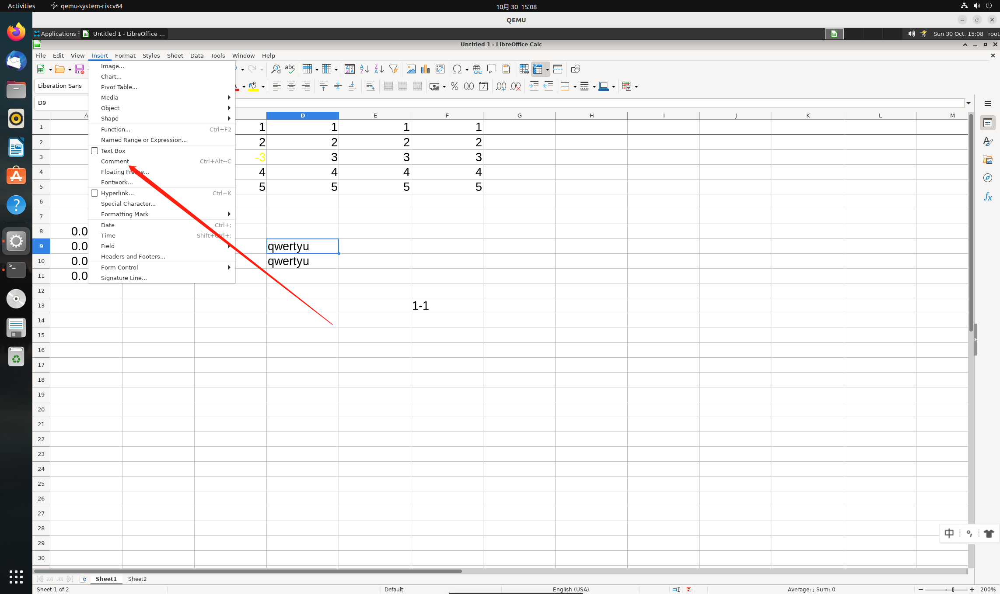 Activities qemu-system-riscv64 10月 30 15:08
QEMU
Applications Untitled 1 - LibreOffice ... Sun 30 Oct, 15:08 root
Untitled 1 - LibreOffice Calc
File Edit View Insert Format Styles Sheet Data Tools Window Help
Liberation Sans
D9
Image...
Chart...
Pivot Table...
Media
Object
Shape
Function... Ctrl+F2
Named Range or Expression...
Text Box
Comment Ctrl+Alt+C
Floating
Fontwork...
Hyperlink... Ctrl+K
Special Character...
Formatting Mark
Date Ctrl+;
Time
Field
Headers and Footers...
Form Control
Signature Line...
A D E F G H I J K L M
1 1 1 1 1
2 2 2 2 2
3 -3 3 3 3
4 4 4 4 4
5 5 5 5 5
6
7
8 0.0
9 0.0 qwertyu
10 0.0 qwertyu
11 0.0
12
13 1-1
14
15
16
17
18
19
20
21
22
23
24
25
26
27
28
29
30
中
Sheet1 Sheet2
Sheet 1 of 2 Default English (USA) Average: ; Sum: 0 200%